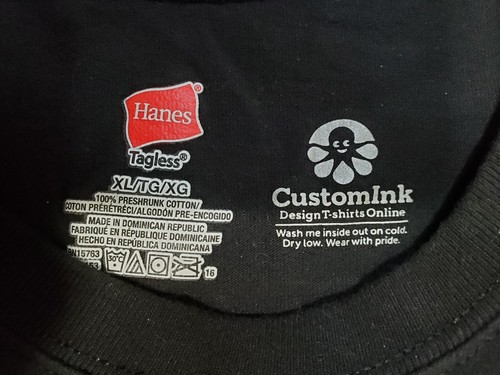 Hanes®
Tagless®
XL/TG/XG
100% PRESHRUNK COTTON/
COTON PRÉRÉTRÉCI/ALGODÓN PRE-ENCOGIDO
MADE IN DOMINICAN REPUBLIC
FABRIQUÉ EN RÉPUBLIQUE DOMINICAINE
HECHO EN REPÚBLICA DOMINICANA
RN15763
16
CustomInk
Design T-shirts Online
Wash me inside out on cold.
Dry low. Wear with pride.